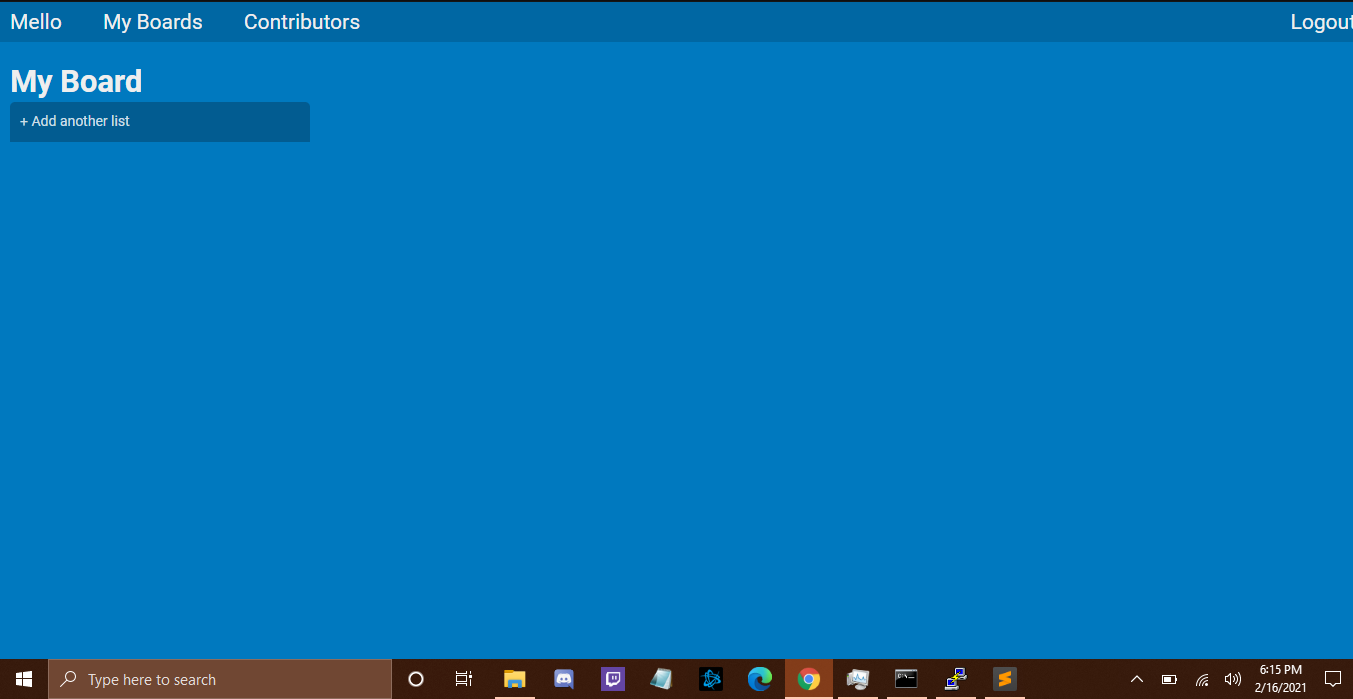 Mello My Boards Contributors Logout
My Board
+ Add another list
Type here to search
6:15 PM
2/16/2021